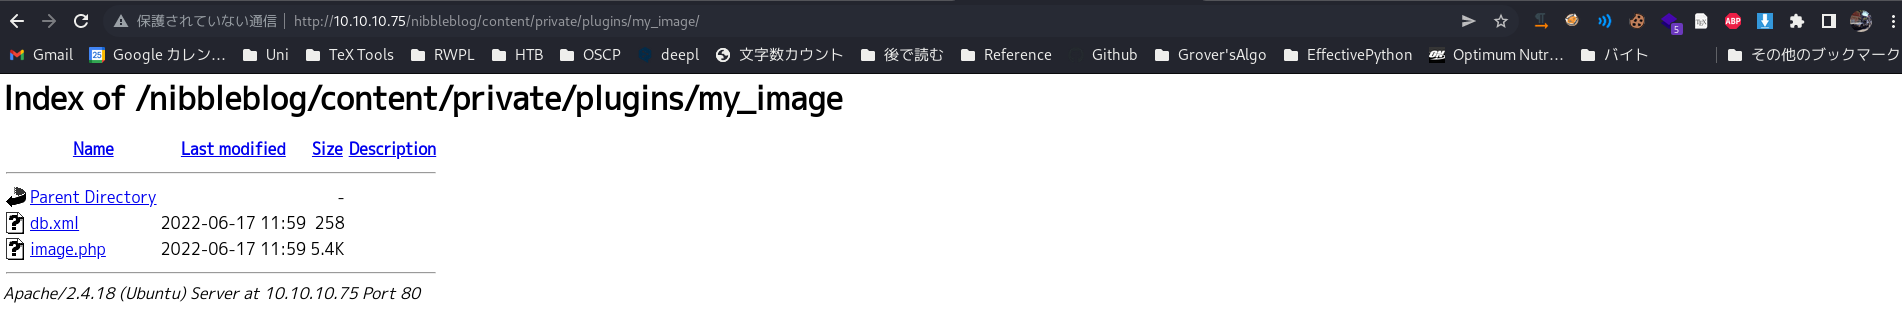 保護されていない通信 | http://10.10.10.75/nibbleblog/content/private/plugins/my_image/
5 ABP
Gmail 25 Google カレン... Uni TeX Tools RWPL HTB OSCP deepl 文字数カウント 後で読む Reference Github Grover'sAlgo EffectivePython ON. Optimum Nutr... バイト その他のブックマーク
Index of /nibbleblog/content/private/plugins/my_image
Name Last modified Size Description
Parent Directory -
db.xml 2022-06-17 11:59 258
image.php 2022-06-17 11:59 5.4K
Apache/2.4.18 (Ubuntu) Server at 10.10.10.75 Port 80